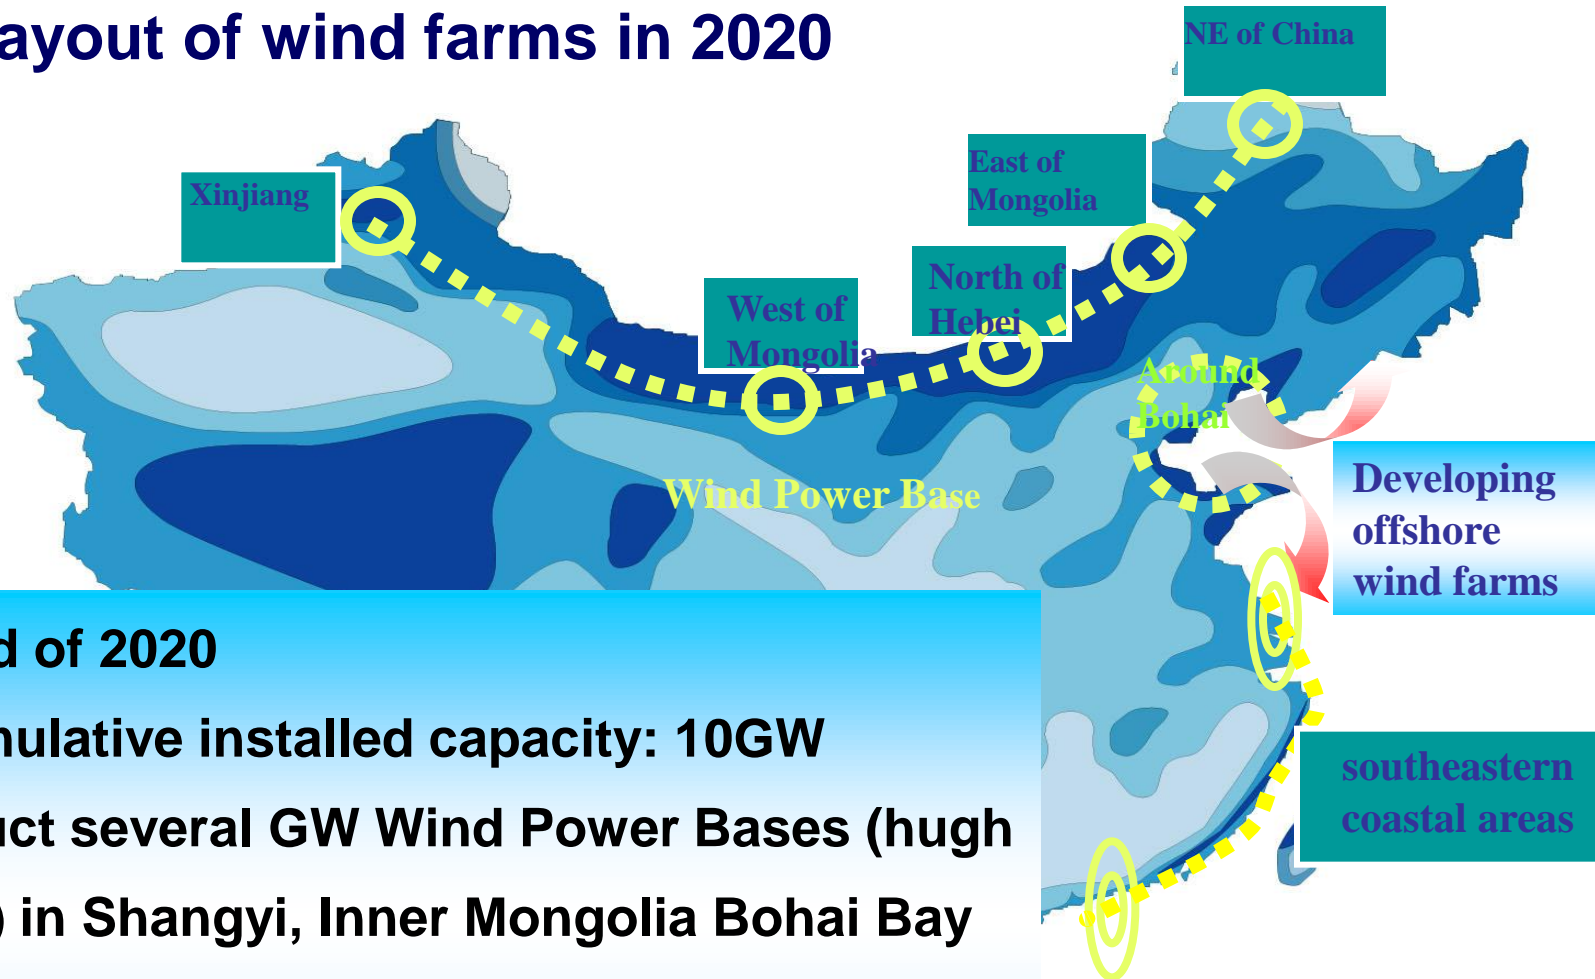 ayout of wind farms in 2020
NE of China
East of
Mongolia
Xinjiang
North of
Hebei
West of
Mongolia
Around
Bohai
Wind Power Base
Developing
offshore
wind farms
d of 2020
mulative installed capacity: 10GW
uct several GW Wind Power Bases (hugh
) in Shangyi, Inner Mongolia Bohai Bay
southeastern
coastal areas